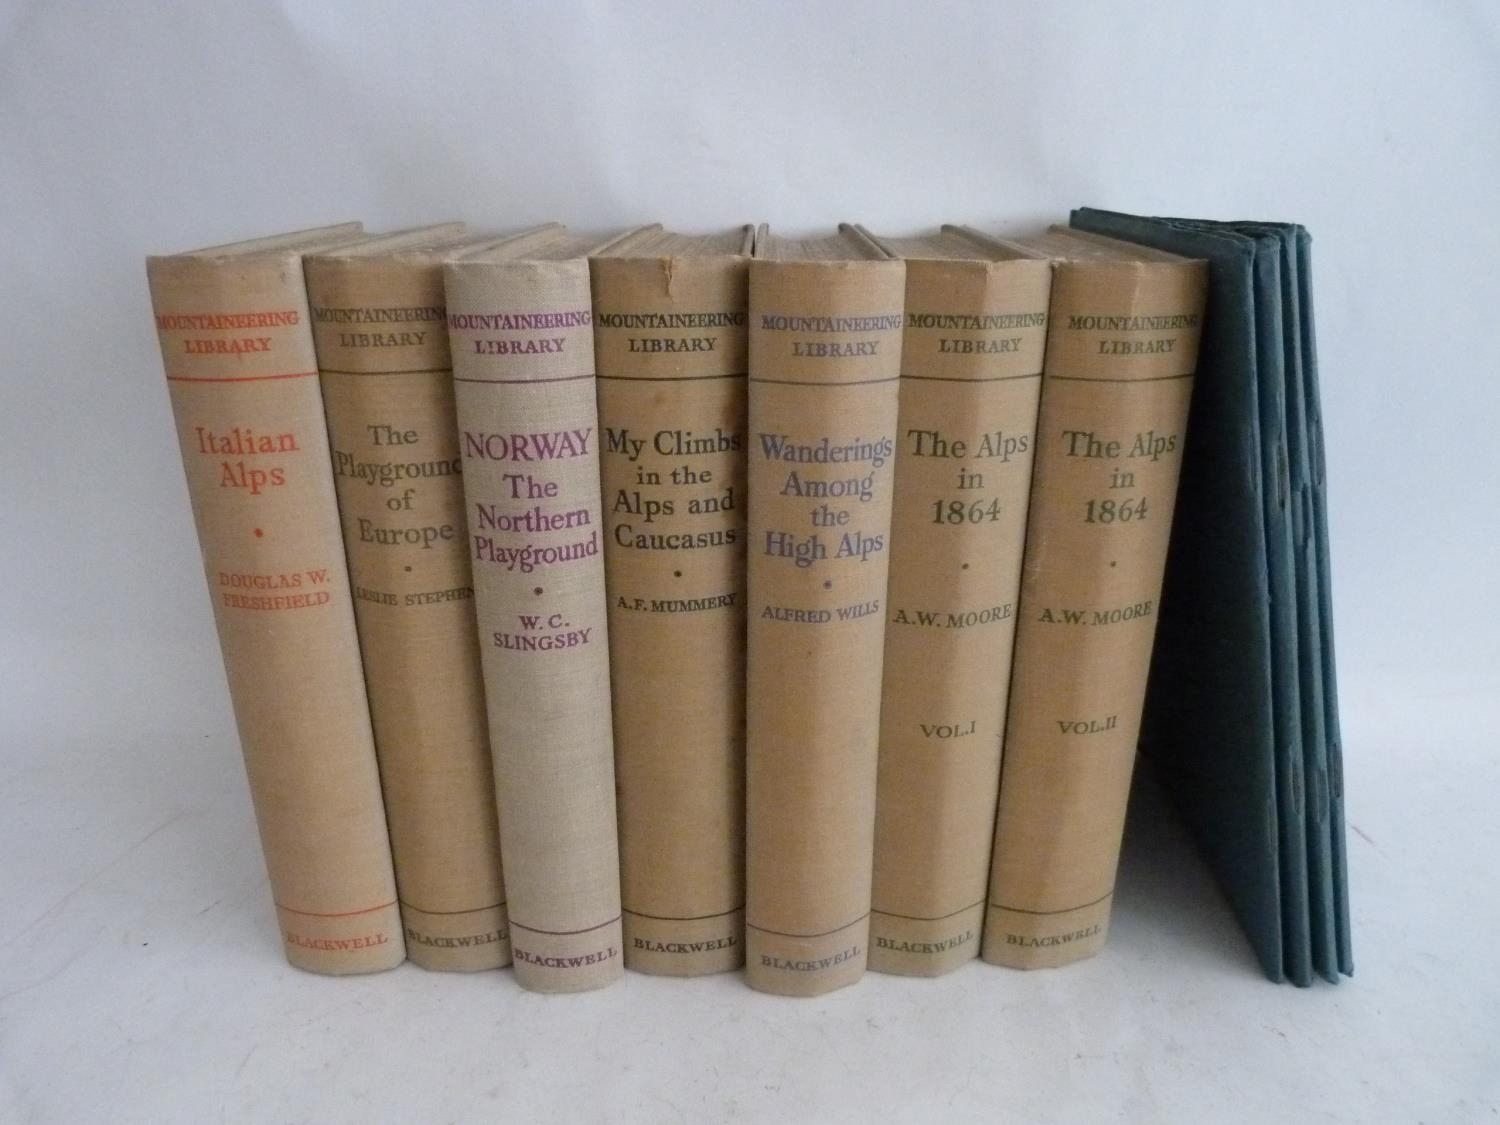 MOUNTAINEERING
LIBRARY
Italian
Alps
DOUGLAS W.
FRESHFIELD
BLACKWELL
MOUNTAINEERING
LIBRARY
The
Playground
of
Europe
LESLIE STEPHEN
BLACKWELL
MOUNTAINEERING
LIBRARY
NORWAY
The
Northern
Playground
W. C.
SLINGSBY
BLACKWELL
MOUNTAINEERING
LIBRARY
My Climbs
in the
Alps and
Caucasus
A. F. MUMMERY
BLACKWELL
MOUNTAINEERING
LIBRARY
Wanderings
Among
the
High Alps
ALFRED WILLS
BLACKWELL
MOUNTAINEERING
LIBRARY
The Alps
in
1864
A. W. MOORE
VOL. I
BLACKWELL
MOUNTAINEERING
LIBRARY
The Alps
in
1864
A. W. MOORE
VOL. II
BLACKWELL